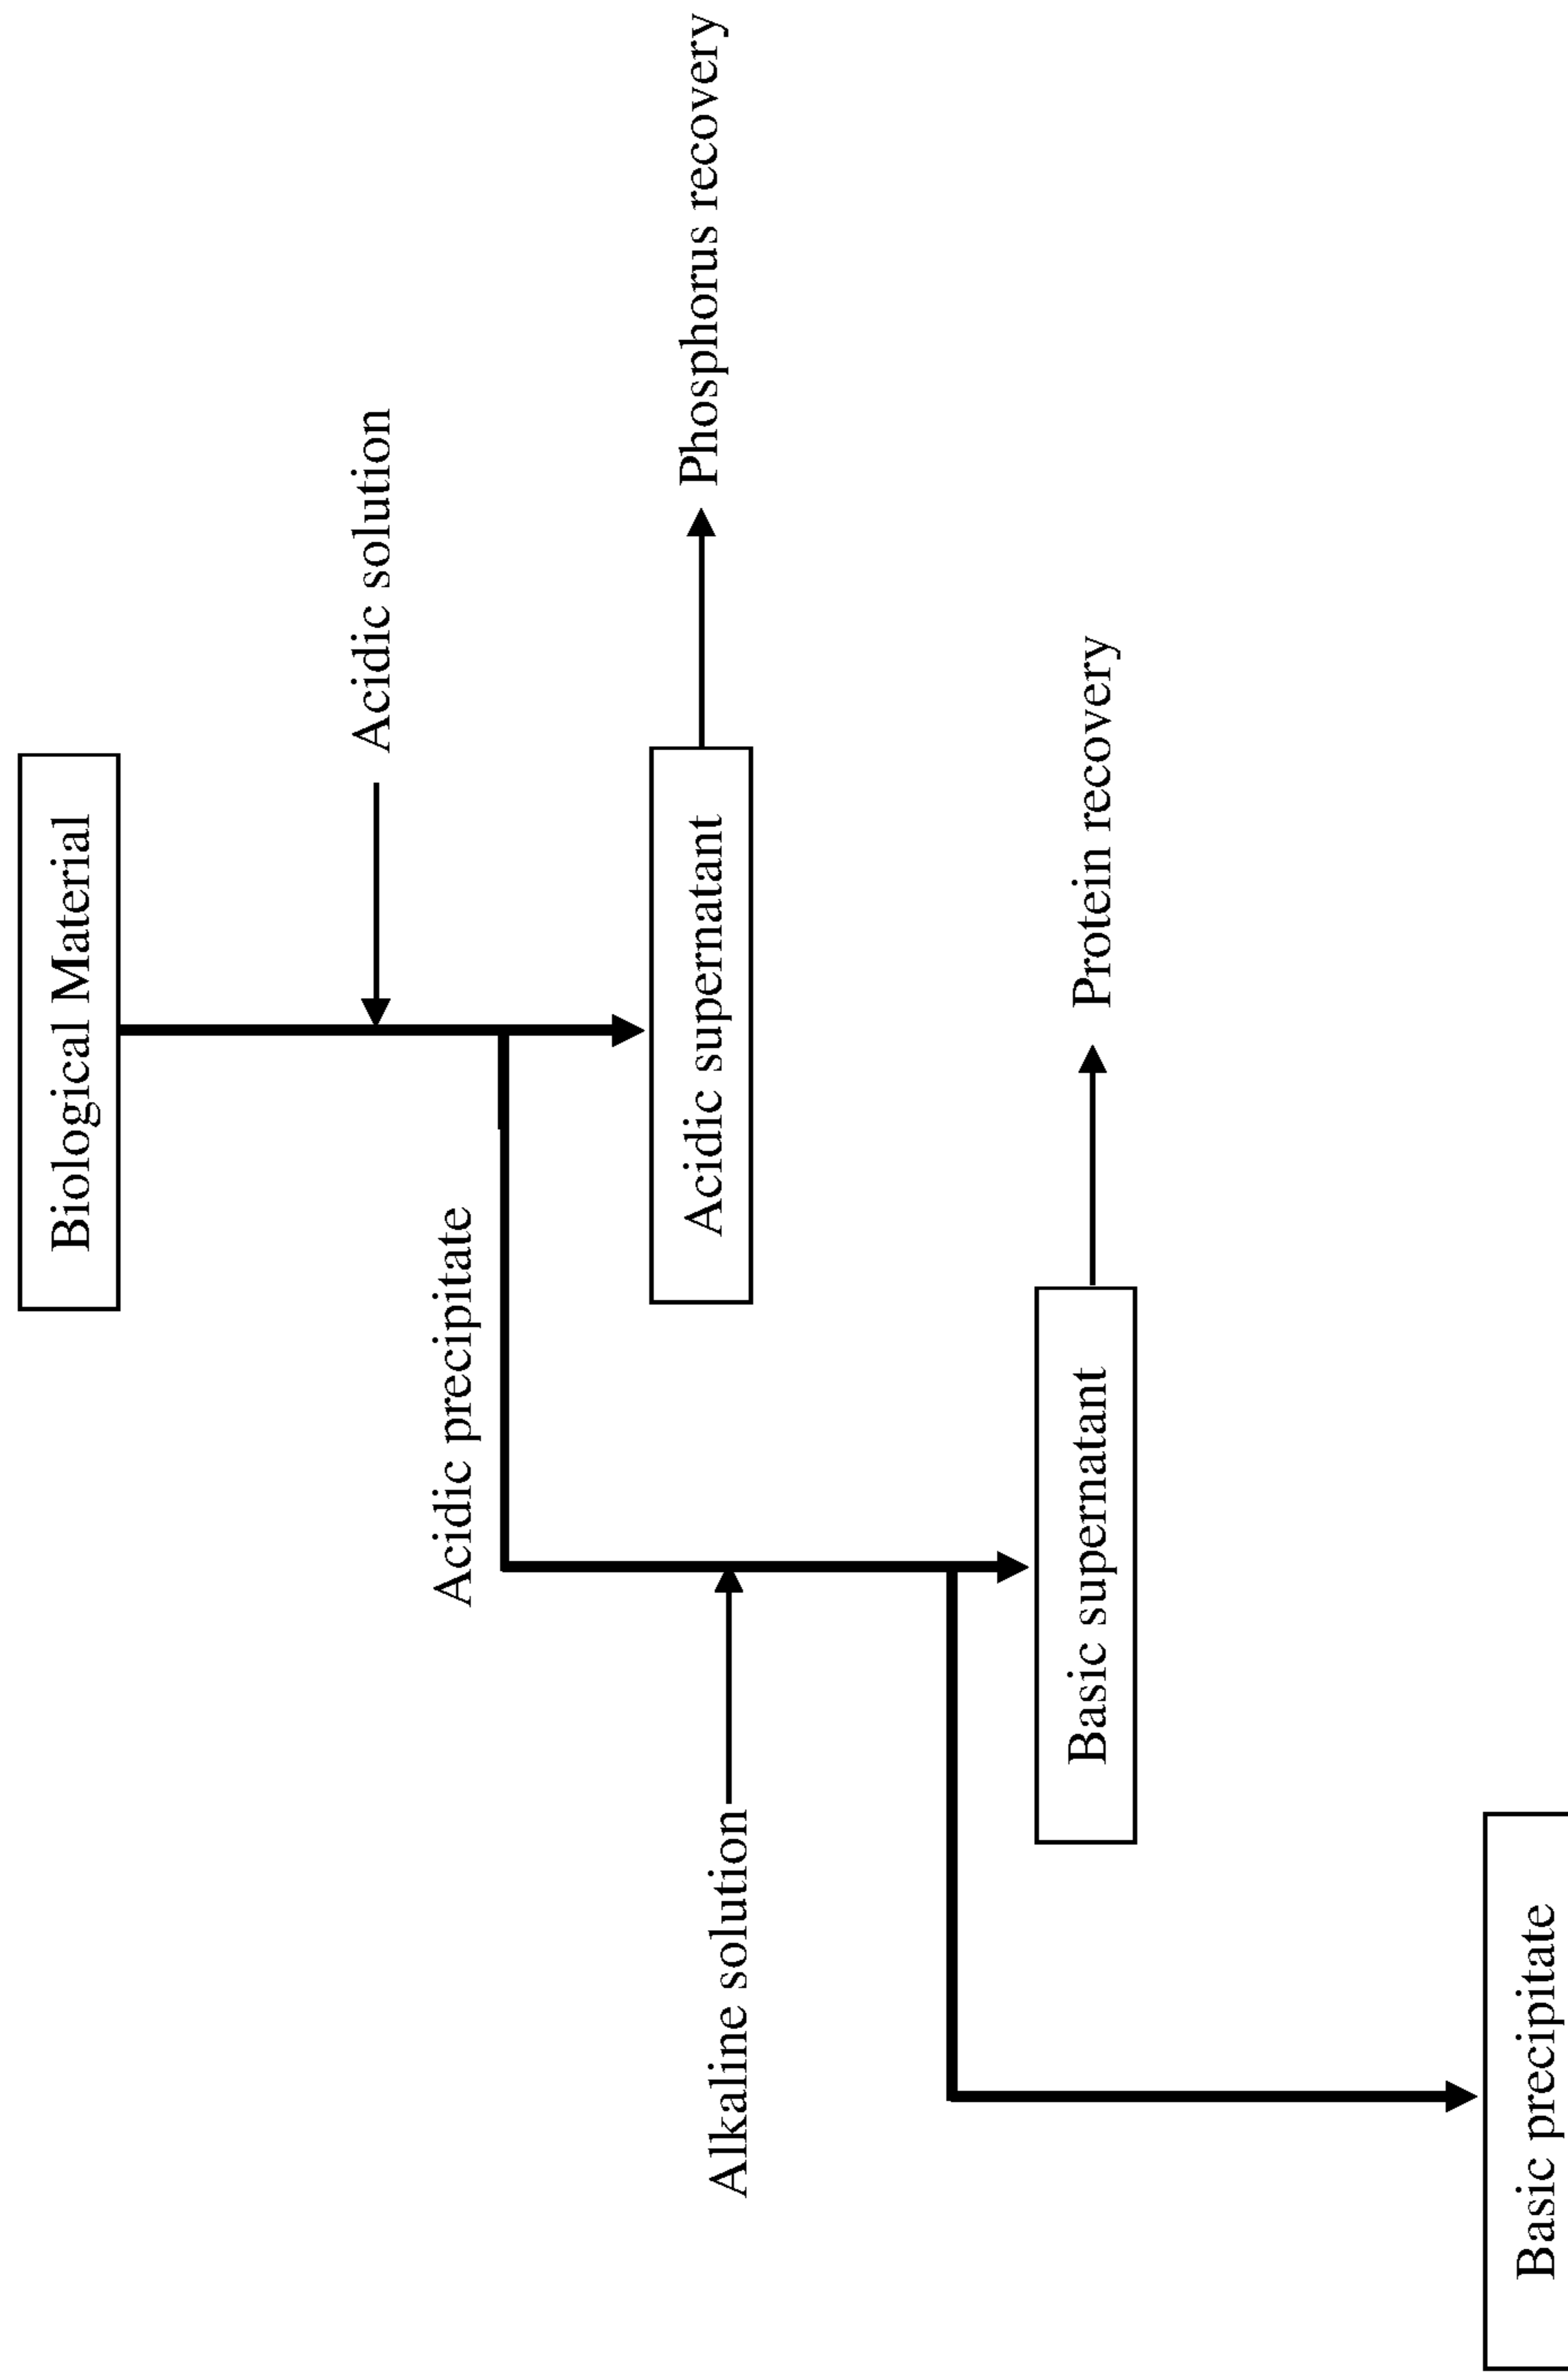 Biological Material
Acidic solution
Acidic precipitate
Acidic supernatant
Phosphorus recovery
Alkaline solution
Basic supernatant
Protein recovery
Basic precipitate